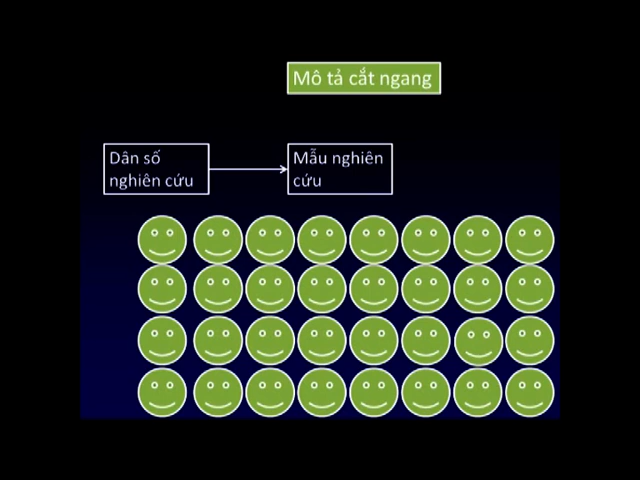 Mô tả cắt ngang
Dân số
nghiên cứu
Mẫu nghiên
cứu